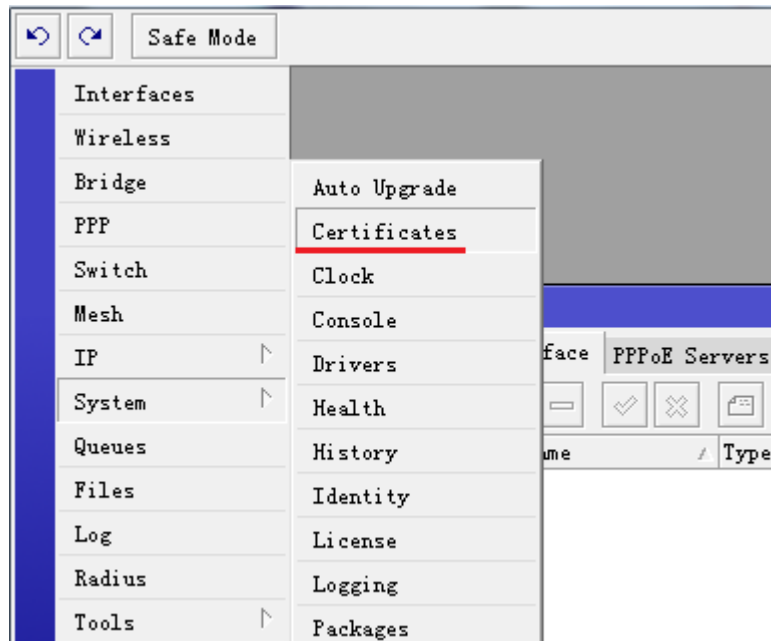 Safe Mode
Interfaces
Wireless
Bridge
PPP
Switch
Mesh
IP
System
Queues
Files
Log
Radius
Tools
Auto Upgrade
Certificates
Clock
Console
Drivers
Health
History
Identity
License
Logging
Packages
face PPPoE Servers
me Type